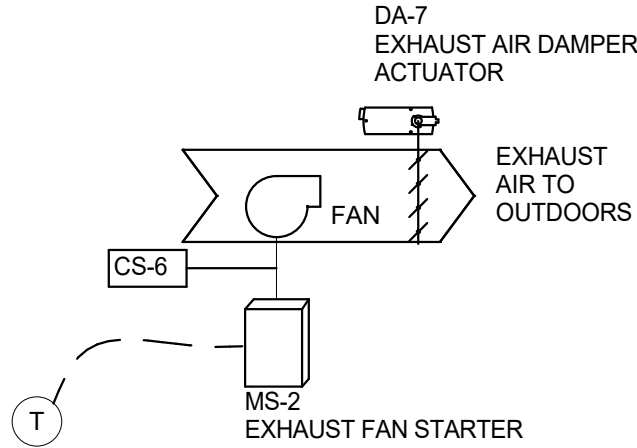 DA-7
EXHAUST AIR DAMPER
ACTUATOR
EXHAUST
AIR TO
OUTDOORS
FAN
CS-6
T
MS-2
EXHAUST FAN STARTER